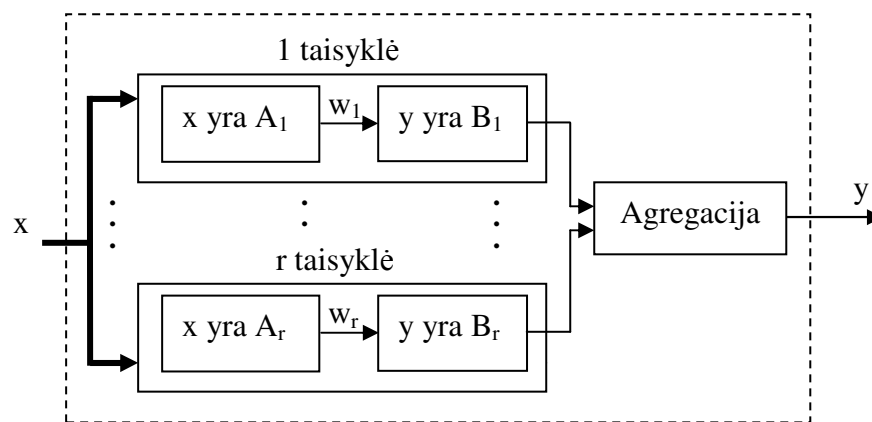 1 taisyklė
x yra A₁
w₁
y yra B₁
x
Agregacija
y
r taisyklė
x yra Aᵣ
wᵣ
y yra Bᵣ